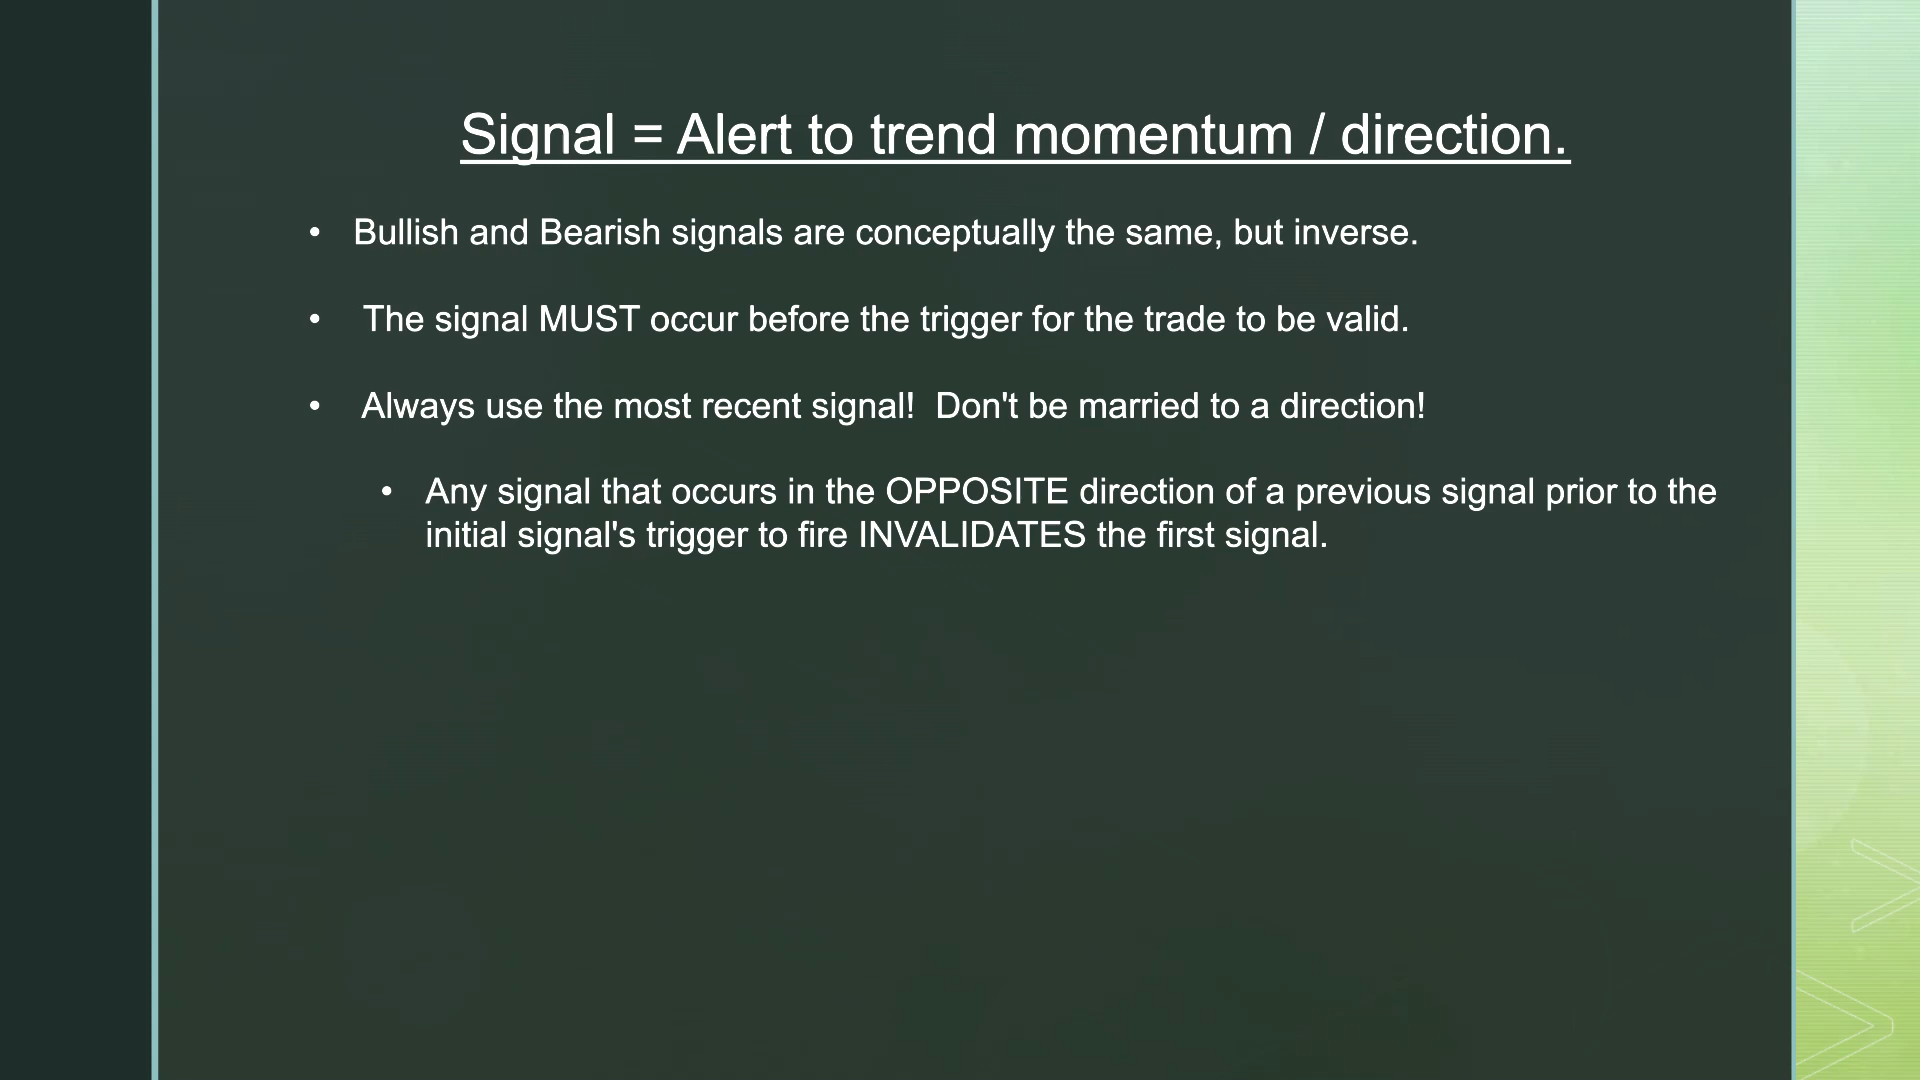 Signal = Alert to trend momentum / direction.
• Bullish and Bearish signals are conceptually the same, but inverse.
• The signal MUST occur before the trigger for the trade to be valid.
• Always use the most recent signal!  Don't be married to a direction!
• Any signal that occurs in the OPPOSITE direction of a previous signal prior to the
initial signal's trigger to fire INVALIDATES the first signal.